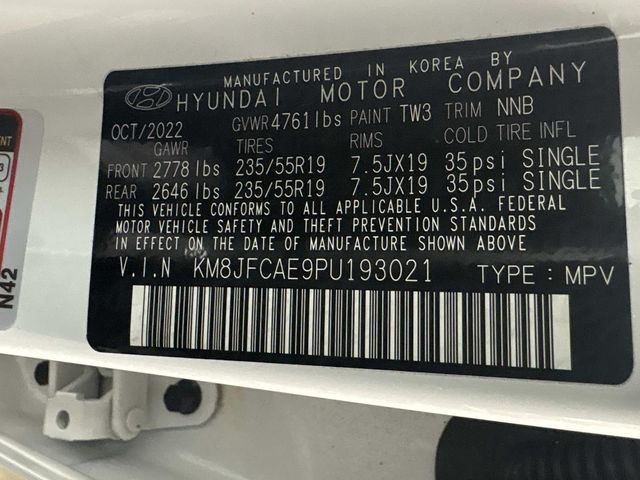 MANUFACTURED IN KOREA BY
HYUNDAI MOTOR COMPANY
OCT/2022 GVWR 4761lbs PAINT TW3 TRIM NNB
GAWR TIRES RIMS COLD TIRE INFL
FRONT 2778 lbs 235/55R19 7.5JX19 35psi SINGLE
REAR 2646 lbs 235/55R19 7.5JX19 35psi SINGLE
THIS VEHICLE CONFORMS TO ALL APPLICABLE U.S.A. FEDERAL
MOTOR VEHICLE SAFETY AND THEFT PREVENTION STANDARDS
IN EFFECT ON THE DATE OF MANUFACTURE SHOWN ABOVE.
V.I.N KM8JFCAE9PU193021 TYPE : MPV
N42